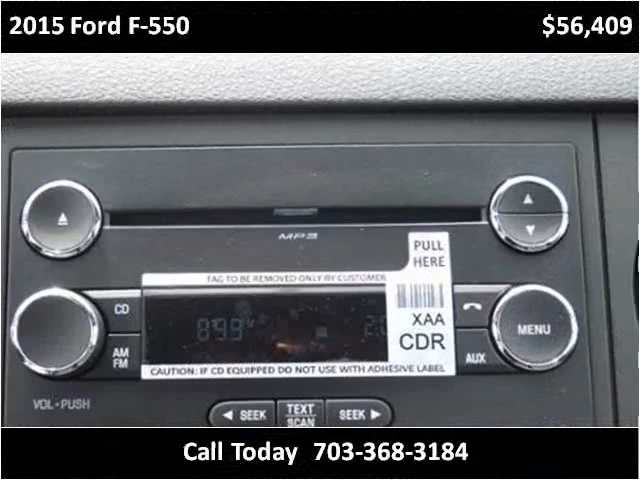 2015 Ford F-550 $56,409
MP3
PULL
HERE
TAG TO BE REMOVED ONLY BY CUSTOMER
CD
XAA
CDR
MENU
AM
FM
AUX
CAUTION: IF CD EQUIPPED DO NOT USE WITH ADHESIVE LABEL
VOL-PUSH
SEEK
TEXT
SCAN
SEEK
Call Today 703-368-3184